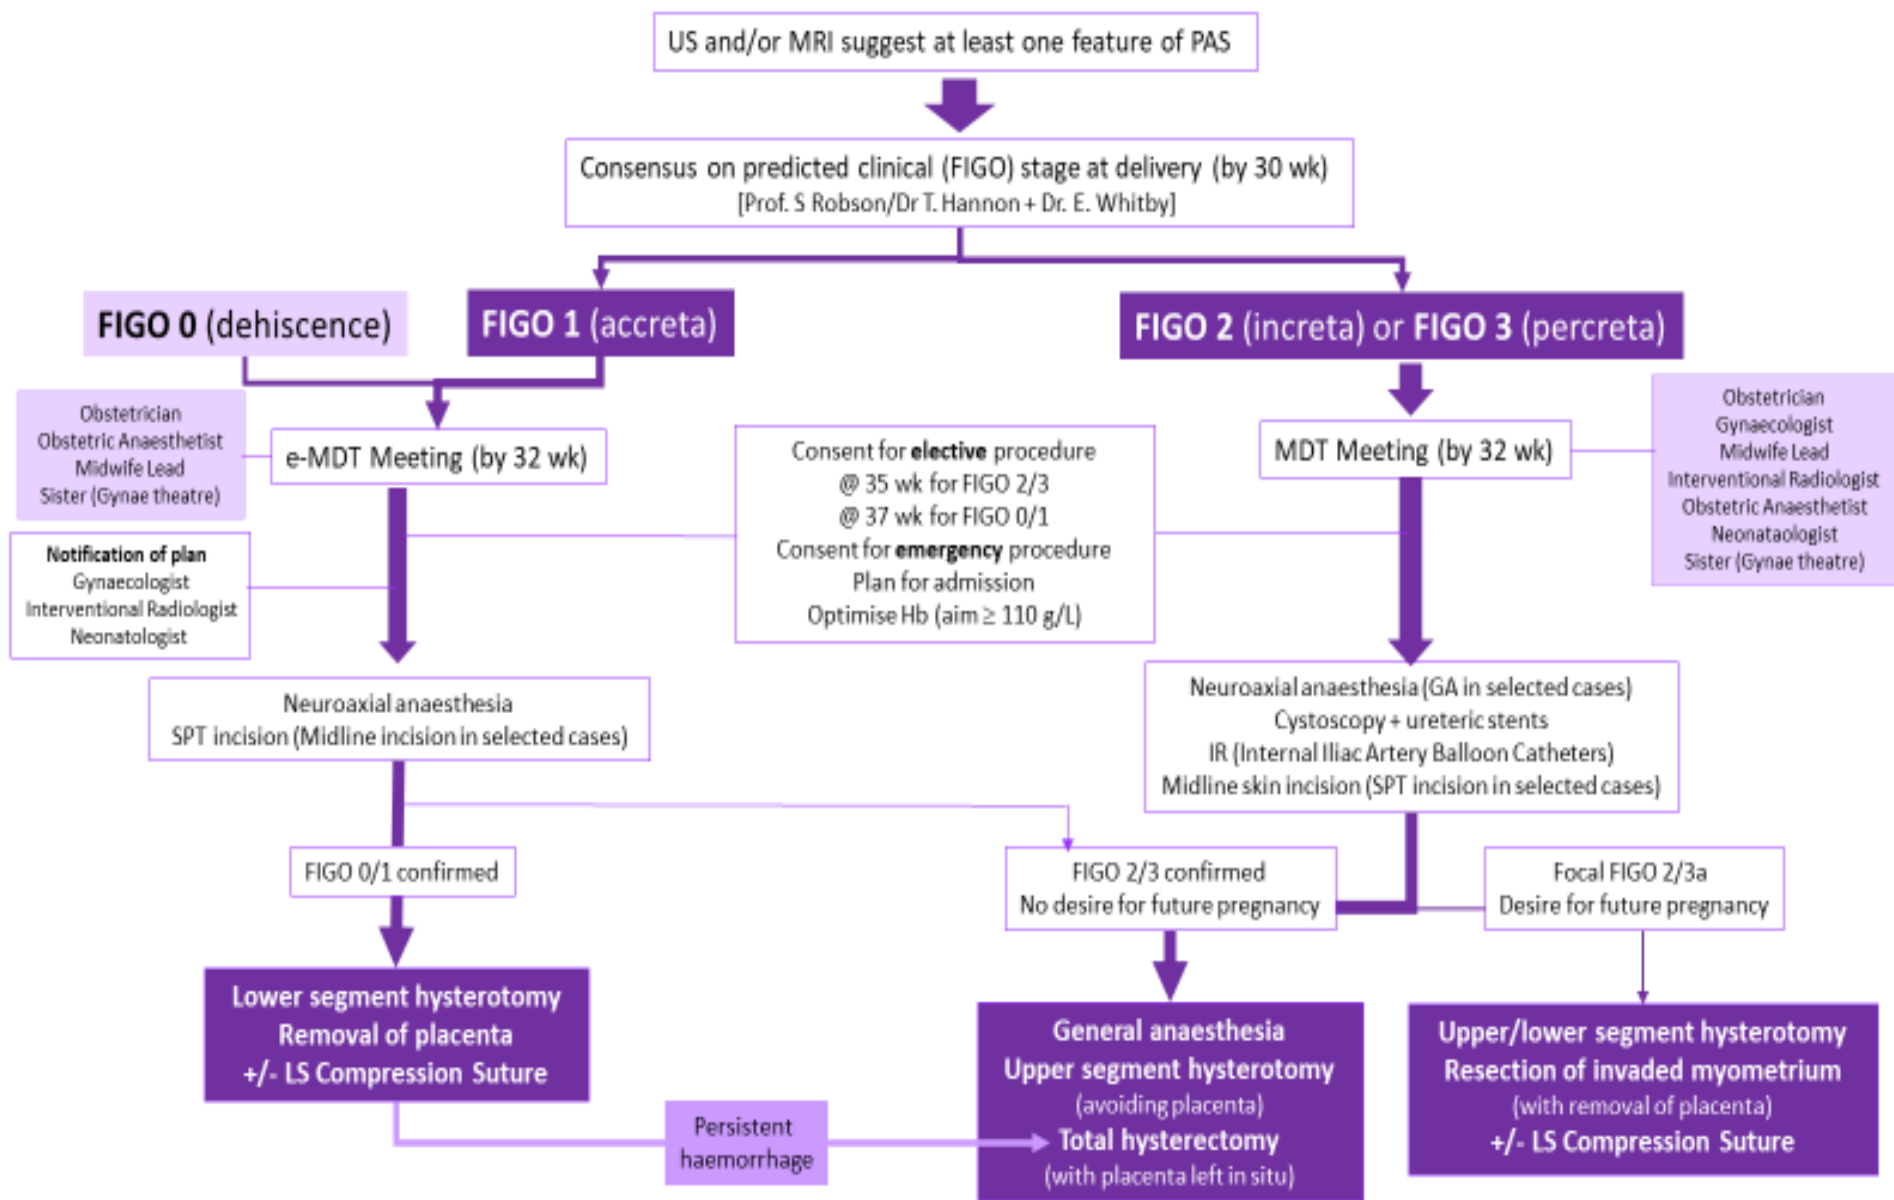 US and/or MRI suggest at least one feature of PAS
Consensus on predicted clinical (FIGO) stage at delivery (by 30 wk)
[Prof. S Robson/Dr T. Hannon + Dr. E. Whitby]
FIGO 0 (dehiscence)
FIGO 1 (accreta)
FIGO 2 (increta) or FIGO 3 (percreta)
Obstetrician
Obstetric Anaesthetist
Midwife Lead
Sister (Gynae theatre)
e-MDT Meeting (by 32 wk)
Notification of plan
Gynaecologist
Interventional Radiologist
Neonatologist
Consent for elective procedure
@ 35 wk for FIGO 2/3
@ 37 wk for FIGO 0/1
Consent for emergency procedure
Plan for admission
Optimise Hb (aim ≥ 110 g/L)
MDT Meeting (by 32 wk)
Obstetrician
Gynaecologist
Midwife Lead
Interventional Radiologist
Obstetric Anaesthetist
Neonataologist
Sister (Gynae theatre)
Neuroaxial anaesthesia
SPT incision (Midline incision in selected cases)
Neuroaxial anaesthesia (GA in selected cases)
Cystoscopy + ureteric stents
IR (Internal Iliac Artery Balloon Catheters)
Midline skin incision (SPT incision in selected cases)
FIGO 0/1 confirmed
FIGO 2/3 confirmed
No desire for future pregnancy
Focal FIGO 2/3a
Desire for future pregnancy
Lower segment hysterotomy
Removal of placenta
+/- LS Compression Suture
Persistent
haemorrhage
General anaesthesia
Upper segment hysterotomy
(avoiding placenta)
Total hysterectomy
(with placenta left in situ)
Upper/lower segment hysterotomy
Resection of invaded myometrium
(with removal of placenta)
+/- LS Compression Suture